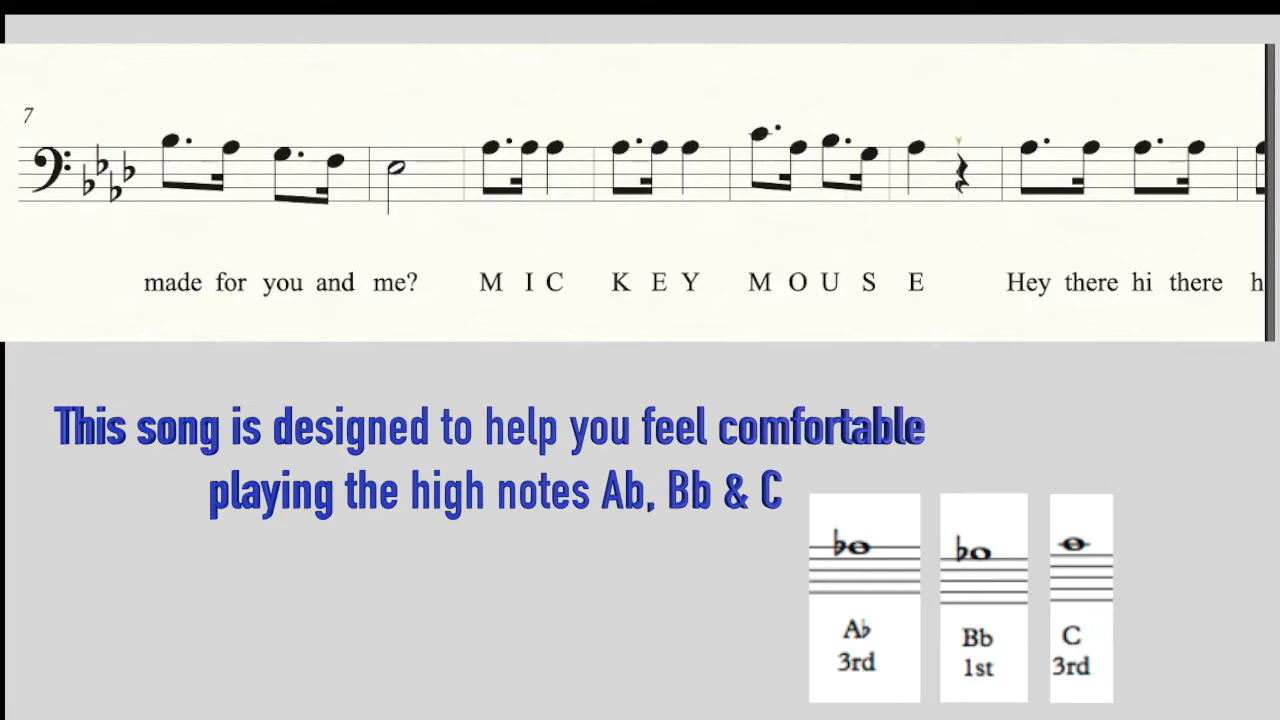 7
made for you and me? M I C K E Y M O U S E Hey there hi there h
This song is designed to help you feel comfortable
playing the high notes Ab, Bb & C
A♭ Bb C
3rd 1st 3rd